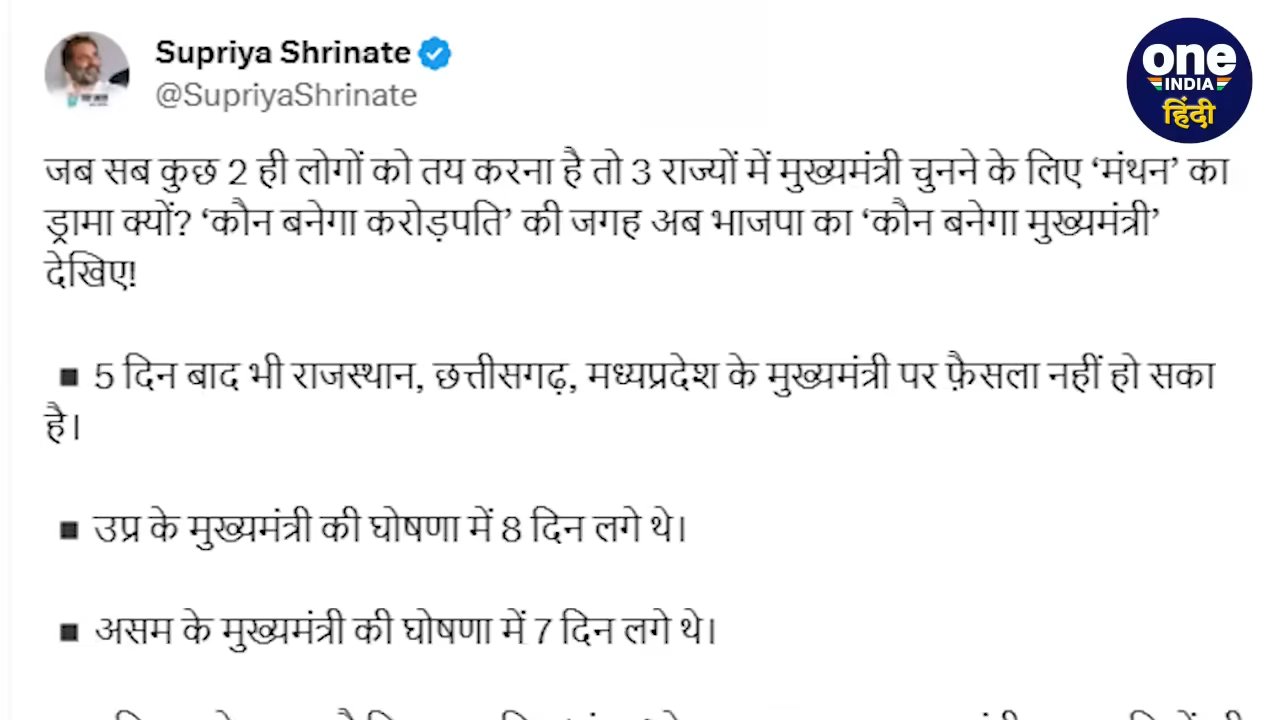 Supriya Shrinate
@SupriyaShrinate
one
INDIA
हिंदी
जब सब कुछ 2 ही लोगों को तय करना है तो 3 राज्यों में मुख्यमंत्री चुनने के लिए ‘मंथन’ का
ड्रामा क्यों? ‘कौन बनेगा करोड़पति’ की जगह अब भाजपा का ‘कौन बनेगा मुख्यमंत्री’
देखिए!
▪ 5 दिन बाद भी राजस्थान, छत्तीसगढ़, मध्यप्रदेश के मुख्यमंत्री पर फ़ैसला नहीं हो सका
है।
▪ उप्र के मुख्यमंत्री की घोषणा में 8 दिन लगे थे।
▪ असम के मुख्यमंत्री की घोषणा में 7 दिन लगे थे।